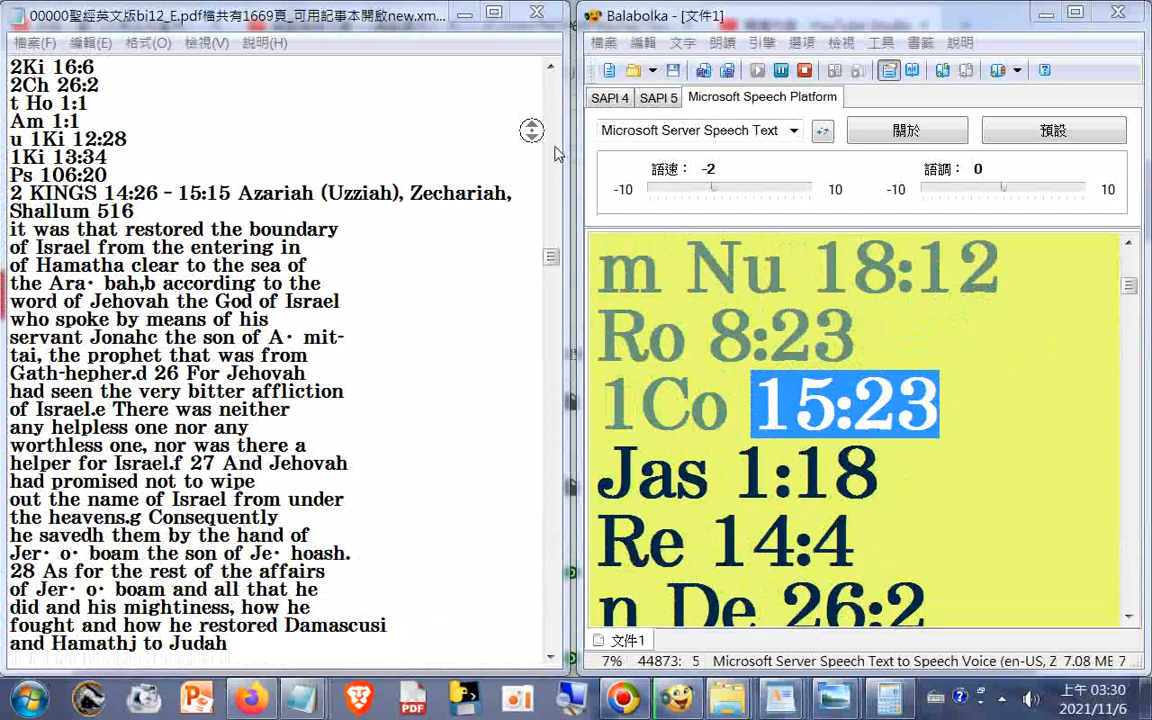 00000聖經英文版bi12_E.pdf檔共有1669頁_可用記事本開啟new.xm...
檔案(F) 編輯(E) 格式(O) 檢視(V) 說明(H)
2Ki 16:6
2Ch 26:2
t Ho 1:1
Am 1:1
u 1Ki 12:28
1Ki 13:34
Ps 106:20
2 KINGS 14:26 - 15:15 Azariah (Uzziah), Zechariah,
Shallum 516
it was that restored the boundary
of Israel from the entering in
of Hamatha clear to the sea of
the Ara· bah,b according to the
word of Jehovah the God of Israel
who spoke by means of his
servant Jonahc the son of A· mit-
tai, the prophet that was from
Gath-hepher.d 26 For Jehovah
had seen the very bitter affliction
of Israel.e There was neither
any helpless one nor any
worthless one, nor was there a
helper for Israel.f 27 And Jehovah
had promised not to wipe
out the name of Israel from under
the heavens.g Consequently
he savedh them by the hand of
Jer· o· boam the son of Je· hoash.
28 As for the rest of the affairs
of Jer· o· boam and all that he
did and his mightiness, how he
fought and how he restored Damascusi
and Hamathj to Judah
Balabolka - [文件1]
檔案 編輯 文字 朗讀 引擎 選項 檢視 工具 書籤 說明
SAPI 4 SAPI 5 Microsoft Speech Platform
Microsoft Server Speech Text 關於 預設
語速: -2 語調: 0
-10 10 -10 10
m Nu 18:12
Ro 8:23
1Co 15:23
Jas 1:18
Re 14:4
n De 26:2
文件1
7% 44873: 5 Microsoft Server Speech Text to Speech Voice (en-US, Z 7.08 MB 7
PDF
上午 03:30
2021/11/6